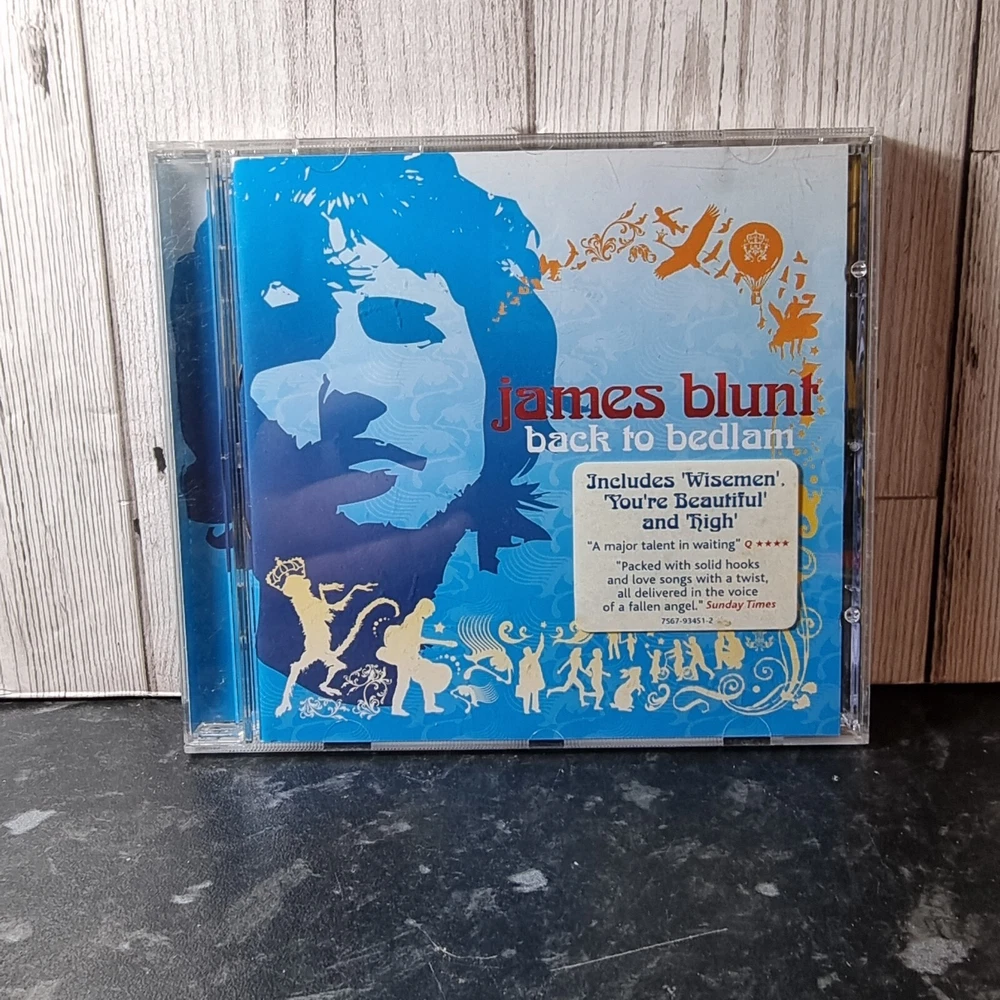 james blunt
back to bedlam
Includes 'Wisemen',
'You're Beautiful'
and 'High'
"A major talent in waiting" Q ★★★★
"Packed with solid hooks
and love songs with a twist,
all delivered in the voice
of a fallen angel." Sunday Times
7567-93451-2